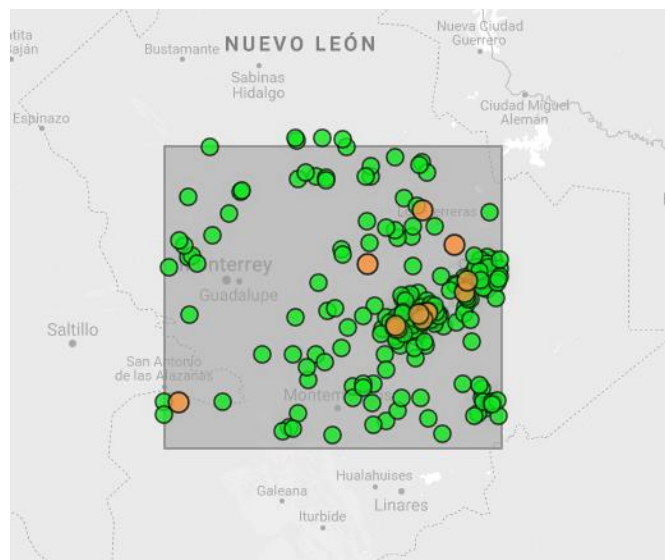 NUEVO LEÓN
Nueva Ciudad
Guerrero
Bustamante
Sabinas
Hidalgo
Ciudad Miguel
Alemán
Espinazo
Monterrey
Guadalupe
Saltillo
San Antonio
de las Alazanas
Hualahuises
Galeana
Linares
Iturbide